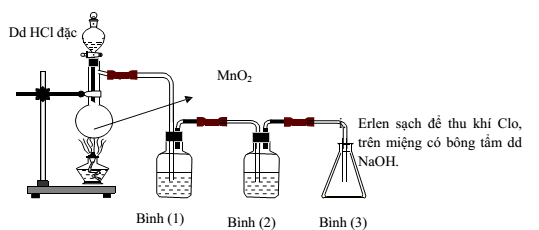 Dd HCl đặc
MnO₂
Erlen sạch để thu khí Clo,
trên miệng có bông tẩm dd
NaOH.
Bình (1)
Bình (2)
Bình (3)